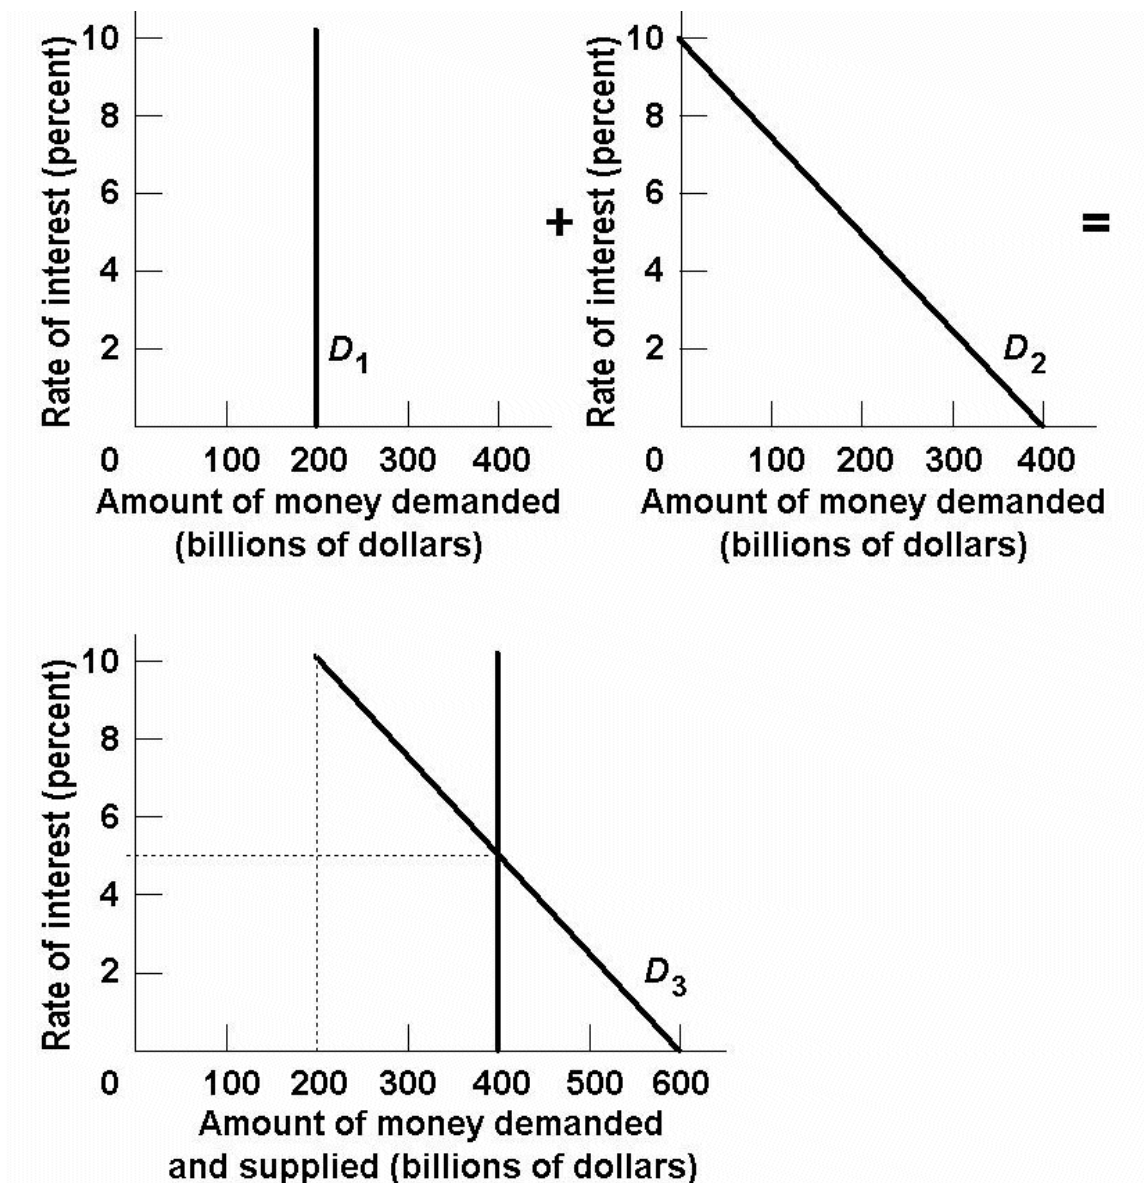 Rate of interest (percent)
10
8
6
4
2
D1
0 100 200 300 400
Amount of money demanded
(billions of dollars)
+
Rate of interest (percent)
10
8
6
4
2
D2
0 100 200 300 400
Amount of money demanded
(billions of dollars)
=
Rate of interest (percent)
10
8
6
4
2
D3
0 100 200 300 400 500 600
Amount of money demanded
and supplied (billions of dollars)